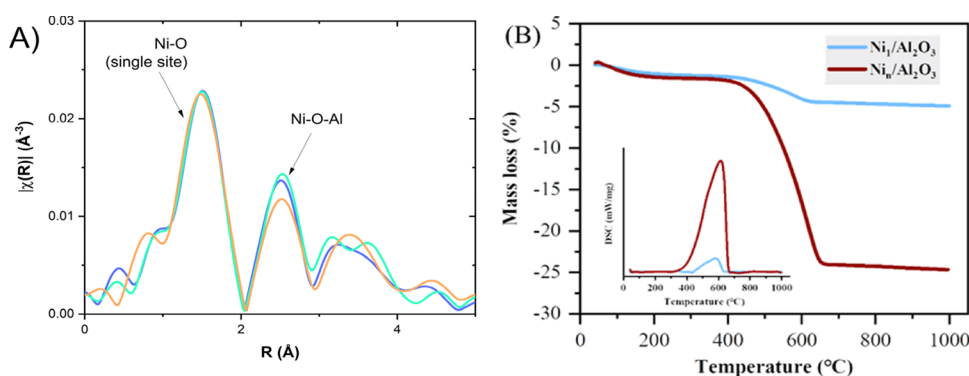 A)
0.03
0.02
0.01
0.00
|χ(R)| (Å-3)
Ni-O
(single site)
Ni-O-Al
0
2
4
R (Å)
(B)
Ni1/Al2O3
Nin/Al2O3
0
-5
-10
-15
-20
-25
-30
Mass loss (%)
DSC (mW/mg)
0 200 400 600 800 1000
Temperature (°C)
0 200 400 600 800 1000
Temperature (°C)